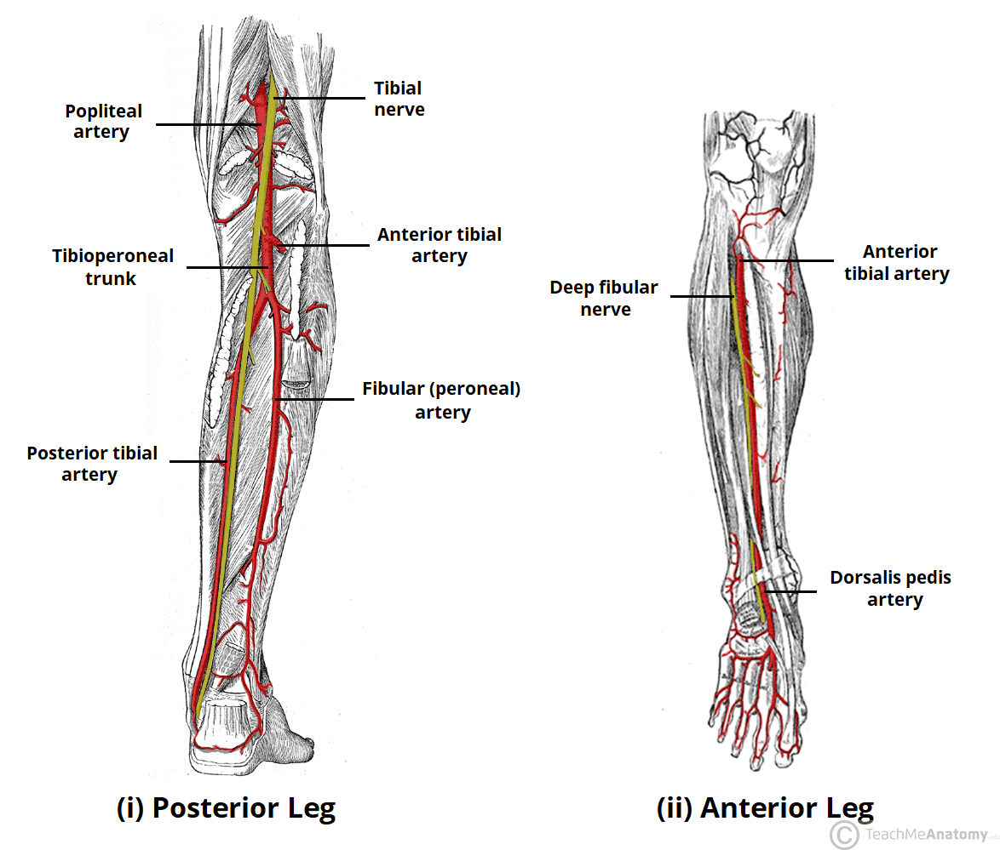 Tibial
nerve
Popliteal
artery
Anterior tibial
artery
Tibioperoneal
trunk
Fibular (peroneal)
artery
Posterior tibial
artery
(i) Posterior Leg
Anterior
tibial artery
Deep fibular
nerve
Dorsalis pedis
artery
(ii) Anterior Leg
© TeachMeAnatomy